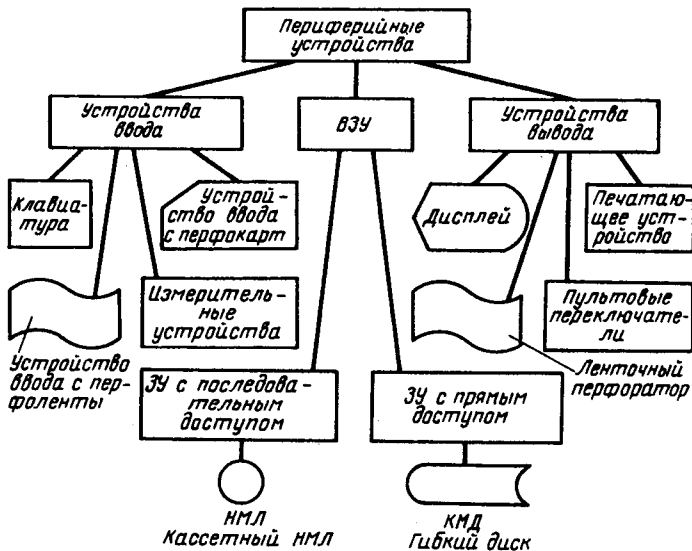 Периферийные
устройства
Устройства
ввода
ВЗУ
Устройства
вывода
Клавиа-
тура
Устрой-
ство ввода
с перфокарт
Дисплей
Печатаю-
щее уст-
ройство
Измеритель-
ные
устройства
Пультовые
переключате-
ли
Устройство
ввода с пер-
фоленты
Ленточный
перфоратор
ЗУ с последова-
тельным
доступом
ЗУ с прямым
доступом
НМЛ
Кассетный НМЛ
КМД
Гибкий диск